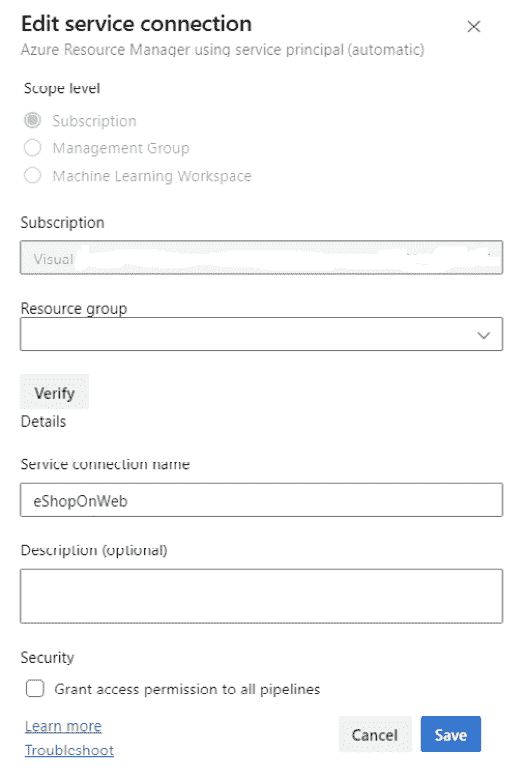 Edit service connection
Azure Resource Manager using service principal (automatic)
Scope level
Subscription
Management Group
Machine Learning Workspace
Subscription
Visual
Resource group
Verify
Details
Service connection name
eShopOnWeb
Description (optional)
Security
Grant access permission to all pipelines
Learn more
Cancel
Save
Troubleshoot